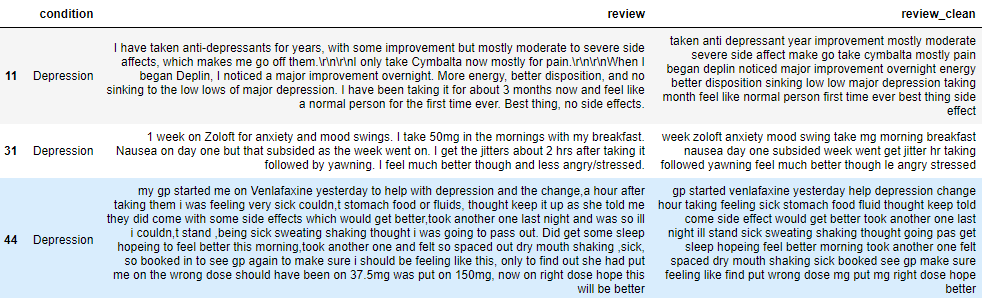 condition review review_clean
I have taken anti-depressants for years, with some improvement but mostly moderate to severe side
affects, which makes me go off them.\r\n\r\nI only take Cymbalta now mostly for pain.\r\n\r\nWhen I
began Deplin, I noticed a major improvement overnight. More energy, better disposition, and no
sinking to the low lows of major depression. I have been taking it for about 3 months now and feel like
a normal person for the first time ever. Best thing, no side effects.
taken anti depressant year improvement mostly moderate
severe side affect make go take cymbalta mostly pain
began deplin noticed major improvement overnight energy
better disposition sinking low low major depression taking
month feel like normal person first time ever best thing side
effect
11 Depression
1 week on Zoloft for anxiety and mood swings. I take 50mg in the mornings with my breakfast.
Nausea on day one but that subsided as the week went on. I get the jitters about 2 hrs after taking it
followed by yawning. I feel much better though and less angry/stressed.
week zoloft anxiety mood swing take mg morning breakfast
nausea day one subsided week went get jitter hr taking
followed yawning feel much better though le angry stressed
31 Depression
my gp started me on Venlafaxine yesterday to help with depression and the change,a hour after
taking them i was feeling very sick couldn,t stomach food or fluids, thought keep it up as she told me
they did come with some side effects which would get better,took another one last night and was so ill
i couldn,t stand ,being sick sweating shaking thought i was going to pass out. Did get some sleep
hopeing to feel better this morning,took another one and felt so spaced out dry mouth shaking ,sick,
so booked in to see gp again to make sure i should be feeling like this, only to find out she had put
me on the wrong dose should have been on 37.5mg was put on 150mg, now on right dose hope this
will be better
gp started venlafaxine yesterday help depression change
hour taking feeling sick stomach food fluid thought keep told
come side effect would get better took another one last
night ill stand sick sweating shaking thought going pas get
sleep hopeing feel better morning took another one felt
spaced dry mouth shaking sick booked see gp make sure
feeling like find put wrong dose mg put mg right dose hope
better
44 Depression